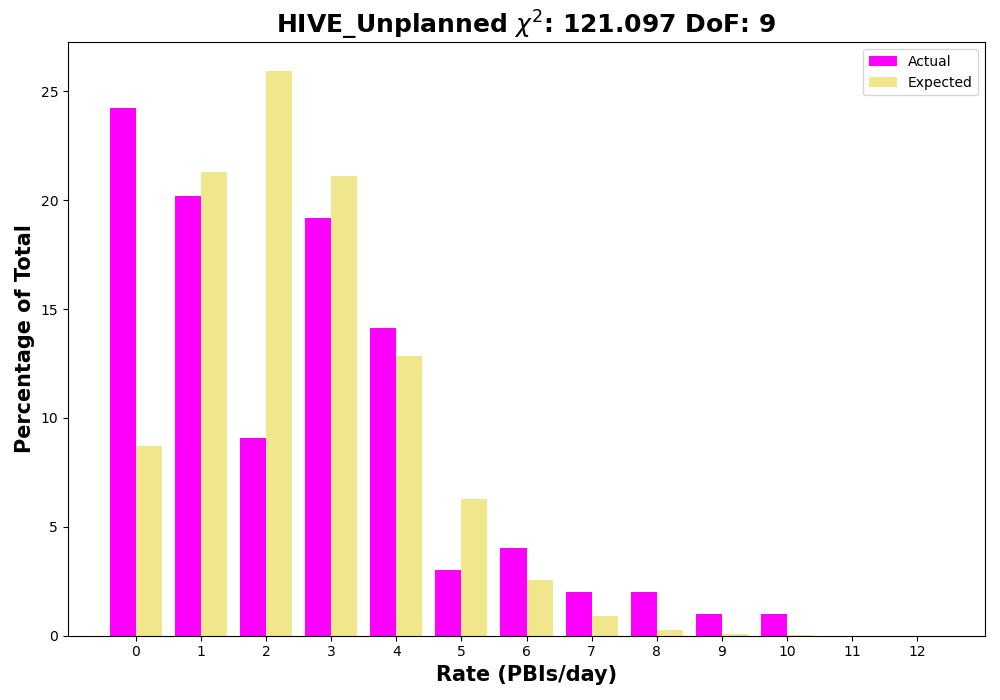 HIVE_Unplanned χ²: 121.097 DoF: 9
Actual
Expected
Percentage of Total
25
20
15
10
5
0
0 1 2 3 4 5 6 7 8 9 10 11 12
Rate (PBIs/day)